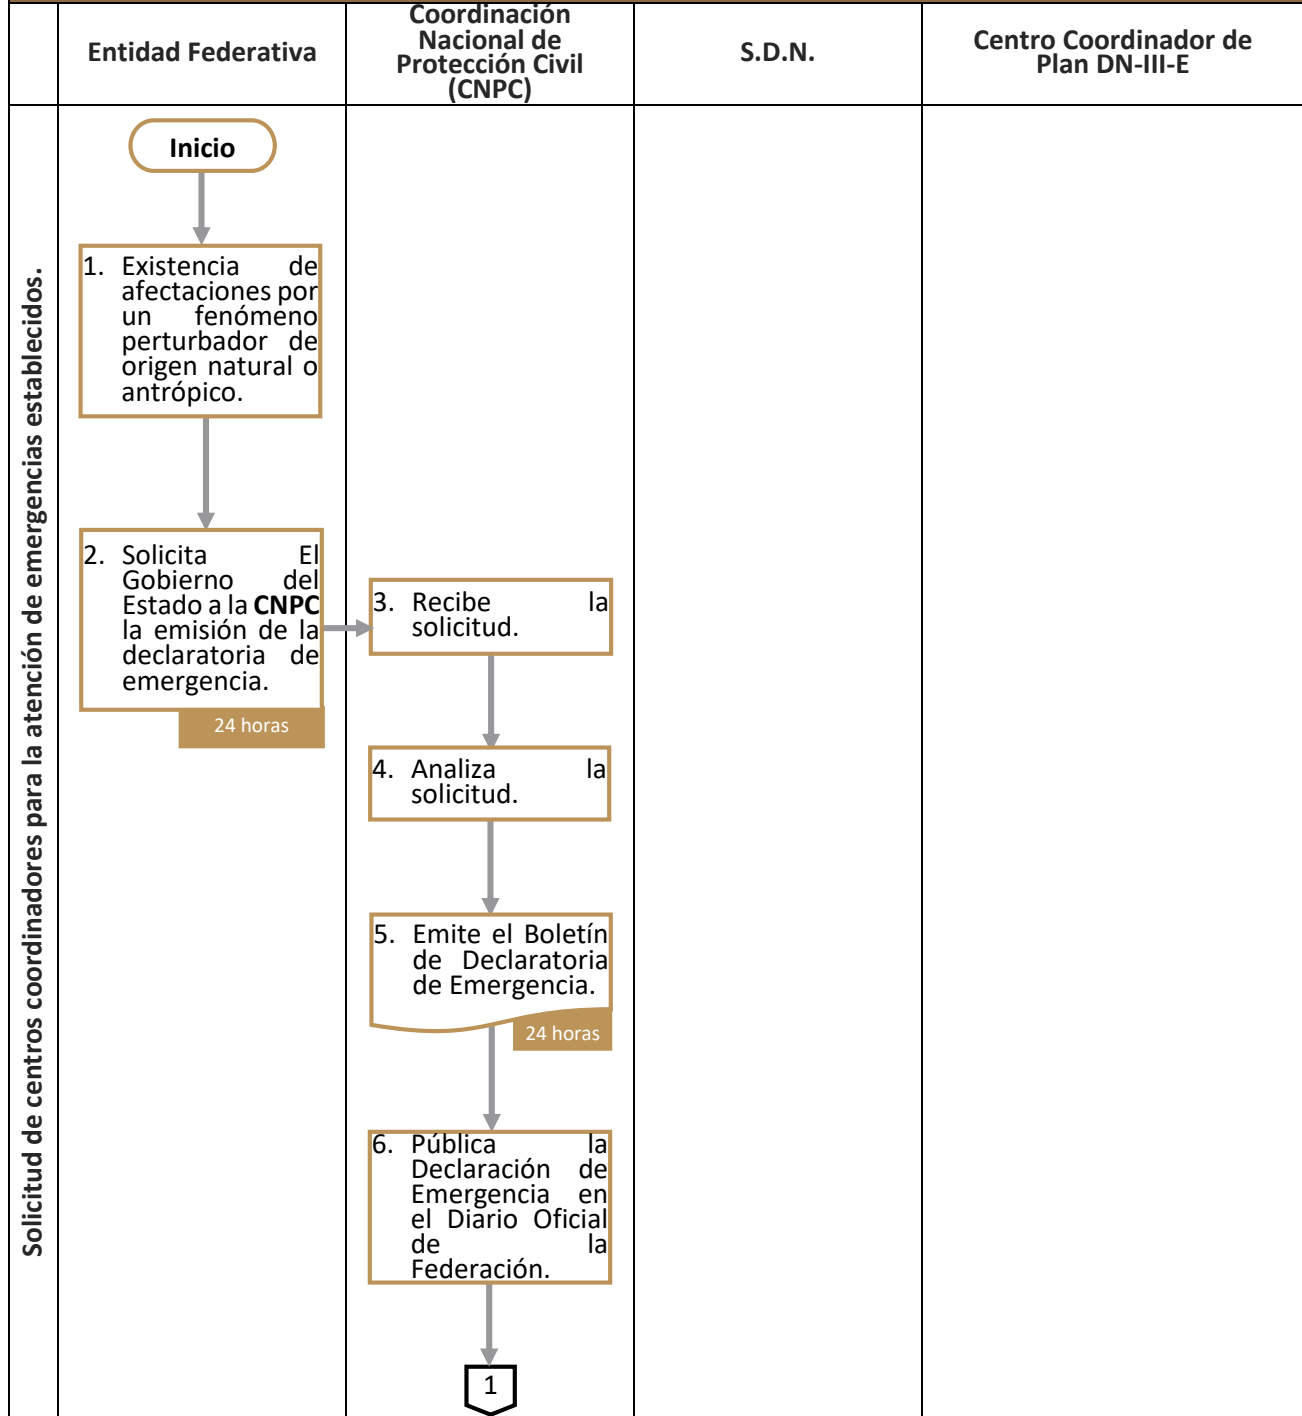 Entidad Federativa
Coordinación
Nacional de
Protección Civil
(CNPC)
S.D.N.
Centro Coordinador de
Plan DN-III-E
Solicitud de centros coordinadores para la atención de emergencias establecidos.
Inicio
1. Existencia de
afectaciones por
un fenómeno
perturbador de
origen natural o
antrópico.
2. Solicita El
Gobierno del
Estado a la CNPC
la emisión de la
declaratoria de
emergencia.
24 horas
3. Recibe la
solicitud.
4. Analiza la
solicitud.
5. Emite el Boletín
de Declaratoria
de Emergencia.
24 horas
6. Pública la
Declaración de
Emergencia en
el Diario Oficial
de la
Federación.
1